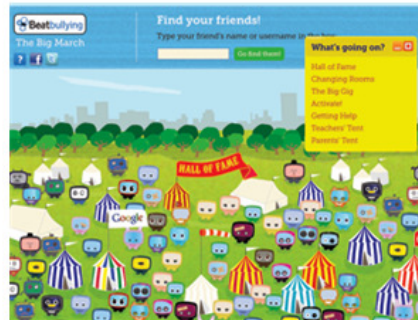 Beatbullying
The Big March
Find your friends!
Type your friend's name or username in the box
Go find them!
What's going on?
Hall of Fame
Changing Rooms
The Big Gig
Activate!
Getting Help
Teachers' Tent
Parents' Tent
HALL OF FAME
Google